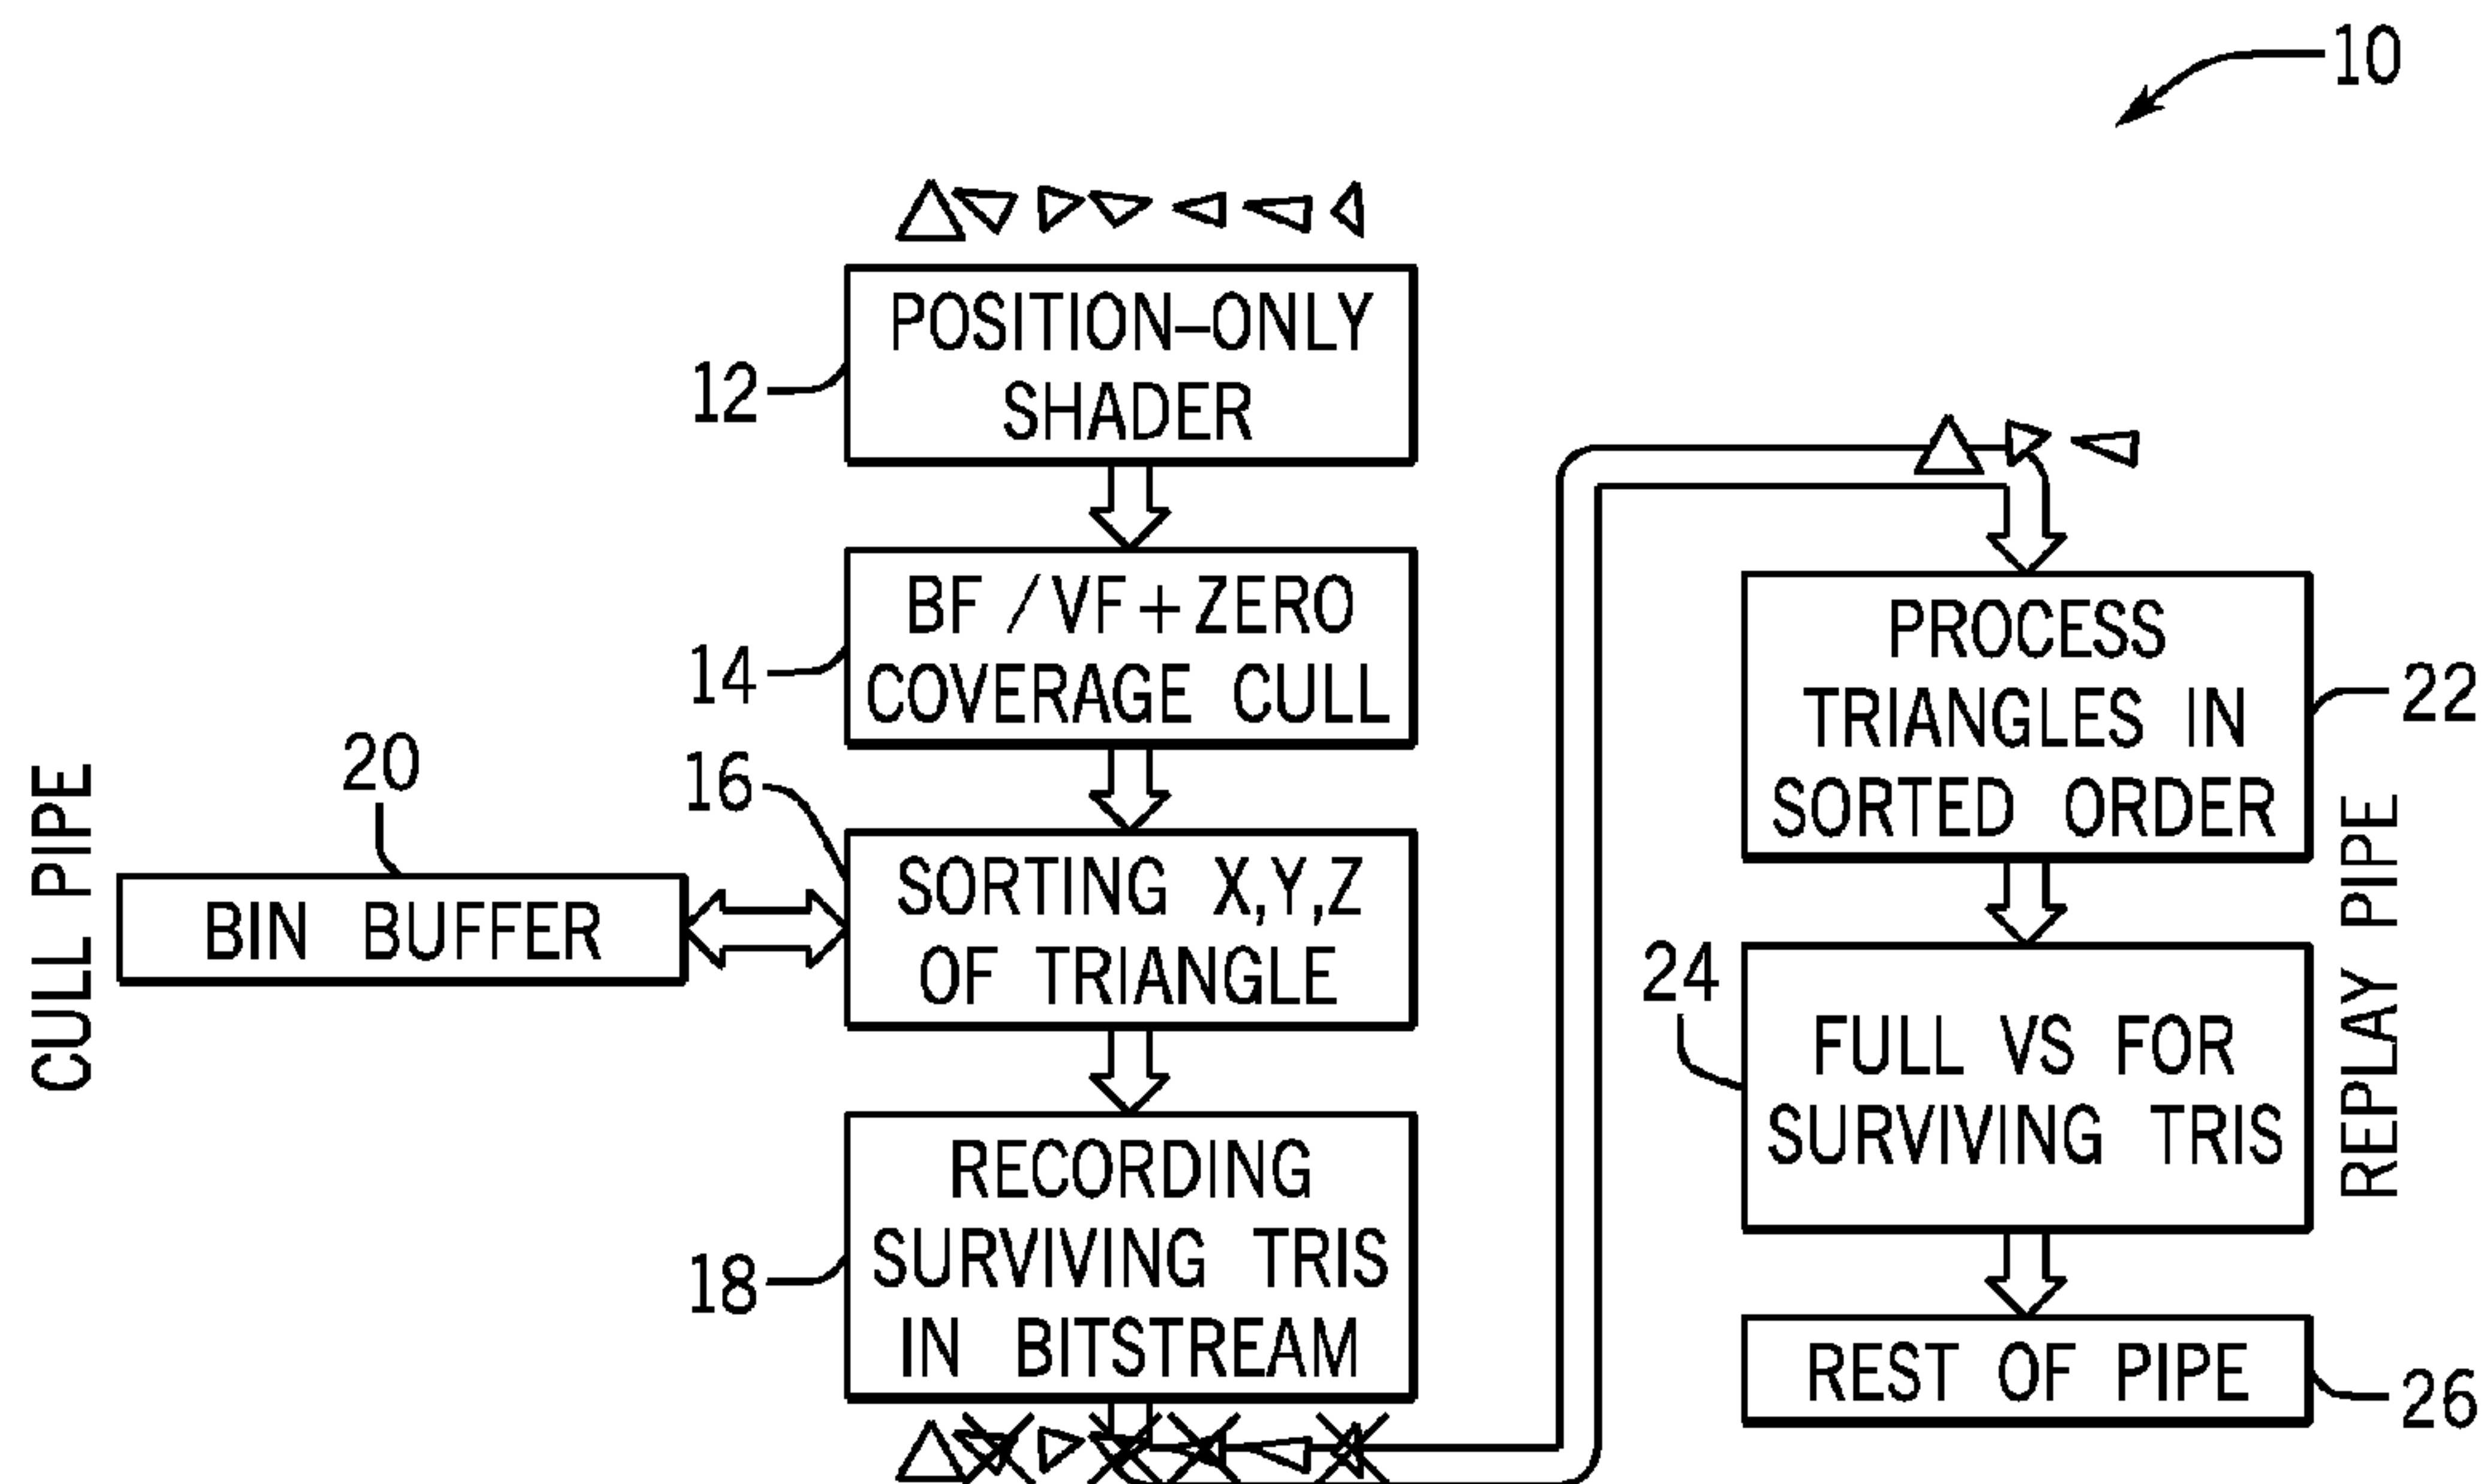 10
POSITION-ONLY
SHADER
12
BF/VF+ZERO
COVERAGE CULL
14
16
SORTING X,Y,Z
OF TRIANGLE
20
BIN BUFFER
CULL PIPE
RECORDING
SURVIVING TRIS
IN BITSTREAM
18
PROCESS
TRIANGLES IN
SORTED ORDER
22
24
FULL VS FOR
SURVIVING TRIS
REPLAY PIPE
REST OF PIPE
26